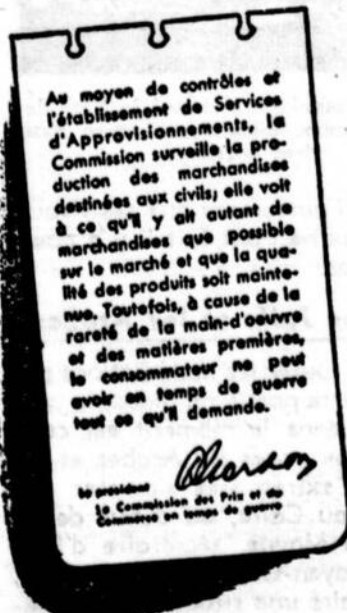 Au moyen de contrôles et
l'établissement de Services
d'Approvisionnements, la
Commission surveille la pro-
duction des marchandises
destinées aux civils; elle voit
à ce qu'il y ait autant de
marchandises que possible
sur le marché et que la qua-
lité des produits soit mainte-
nue. Toutefois, à cause de la
rareté de la main-d'oeuvre
et des matières premières,
le consommateur ne peut
avoir en temps de guerre
tout ce qu'il demande.
Le président
La Commission des Prix et du
Commerce en temps de guerre